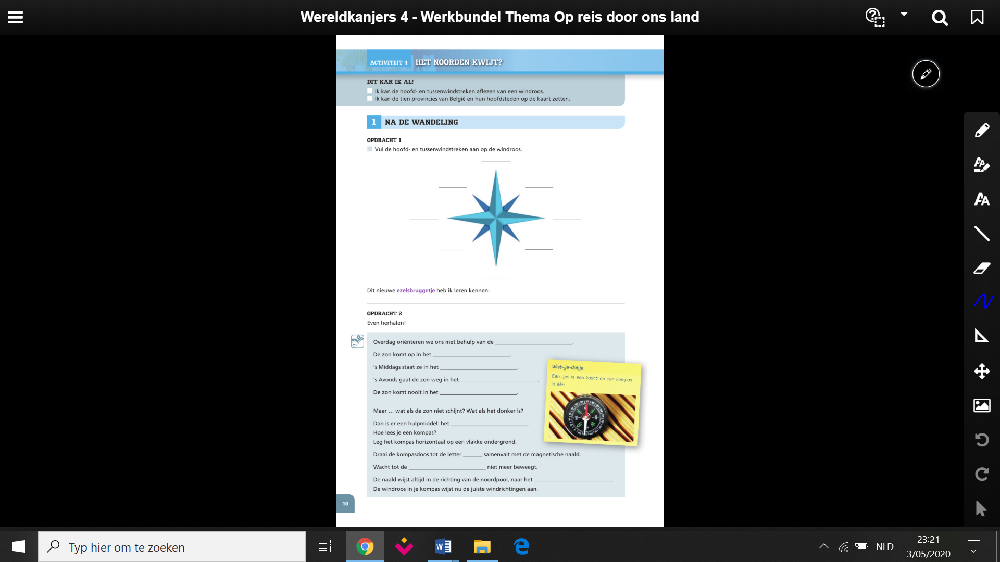 Wereldkanjers 4 - Werkbundel Thema Op reis door ons land
ACTIVITEIT 4 HET NOORDEN KWIJT?
DIT KAN IK AL!
Ik kan de hoofd- en tussenwindstreken aflezen van een windroos.
Ik kan de tien provincies van België en hun hoofdsteden op de kaart zetten.
1 NA DE WANDELING
OPDRACHT 1
Vul de hoofd- en tussenwindstreken aan op de windroos.
Dit nieuwe ezelsbruggetje heb ik leren kennen:
OPDRACHT 2
Even herhalen!
Overdag oriënteren we ons met behulp van de ____.
De zon komt op in het ____.
's Middags staat ze in het ____.
's Avonds gaat de zon weg in het ____.
De zon komt nooit in het ____.
Wist-je-datje
Een gps is een kaart en een kompas
in één.
Maar ... wat als de zon niet schijnt? Wat als het donker is?
Dan is er een hulpmiddel: het ____.
Hoe lees je een kompas?
Leg het kompas horizontaal op een vlakke ondergrond.
Draai de kompasdoos tot de letter ____ samenvalt met de magnetische naald.
Wacht tot de ____ niet meer beweegt.
De naald wijst altijd in de richting van de noordpool, naar het ____.
De windroos in je kompas wijst nu de juiste windrichtingen aan.
10
Typ hier om te zoeken
NLD
23:21
3/05/2020